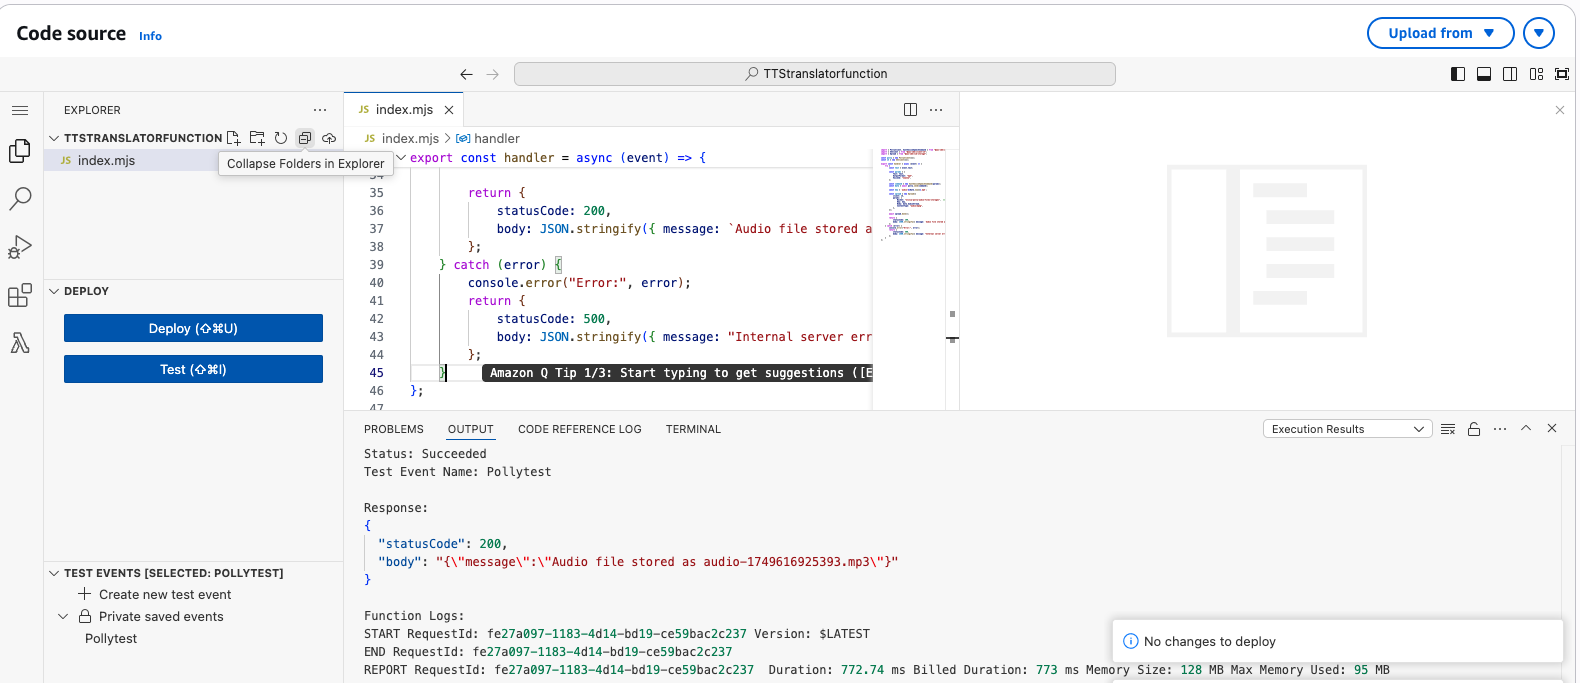 Code source Info
Upload from
TTStranslatorfunction
EXPLORER
TTSTRANSLATORFUNCTION
JS index.mjs
Collapse Folders in Explorer
DEPLOY
Deploy (⇧⌘U)
Test (⇧⌘I)
TEST EVENTS [SELECTED: POLLYTEST]
Create new test event
Private saved events
Pollytest
JS index.mjs
JS index.mjs > handler
export const handler = async (event) => {
34
35 return {
36 statusCode: 200,
37 body: JSON.stringify({ message: `Audio file stored a
38 };
39 } catch (error) {
40 console.error("Error:", error);
41 return {
42 statusCode: 500,
43 body: JSON.stringify({ message: "Internal server err
44 };
45 } Amazon Q Tip 1/3: Start typing to get suggestions ([E
46 };
47
PROBLEMS OUTPUT CODE REFERENCE LOG TERMINAL
Execution Results
Status: Succeeded
Test Event Name: Pollytest
Response:
{
"statusCode": 200,
"body": "{\"message\":\"Audio file stored as audio-1749616925393.mp3\"}"
}
Function Logs:
START RequestId: fe27a097-1183-4d14-bd19-ce59bac2c237 Version: $LATEST
END RequestId: fe27a097-1183-4d14-bd19-ce59bac2c237
REPORT RequestId: fe27a097-1183-4d14-bd19-ce59bac2c237 Duration: 772.74 ms Billed Duration: 773 ms Memory Size: 128 MB Max Memory Used: 95 MB
No changes to deploy